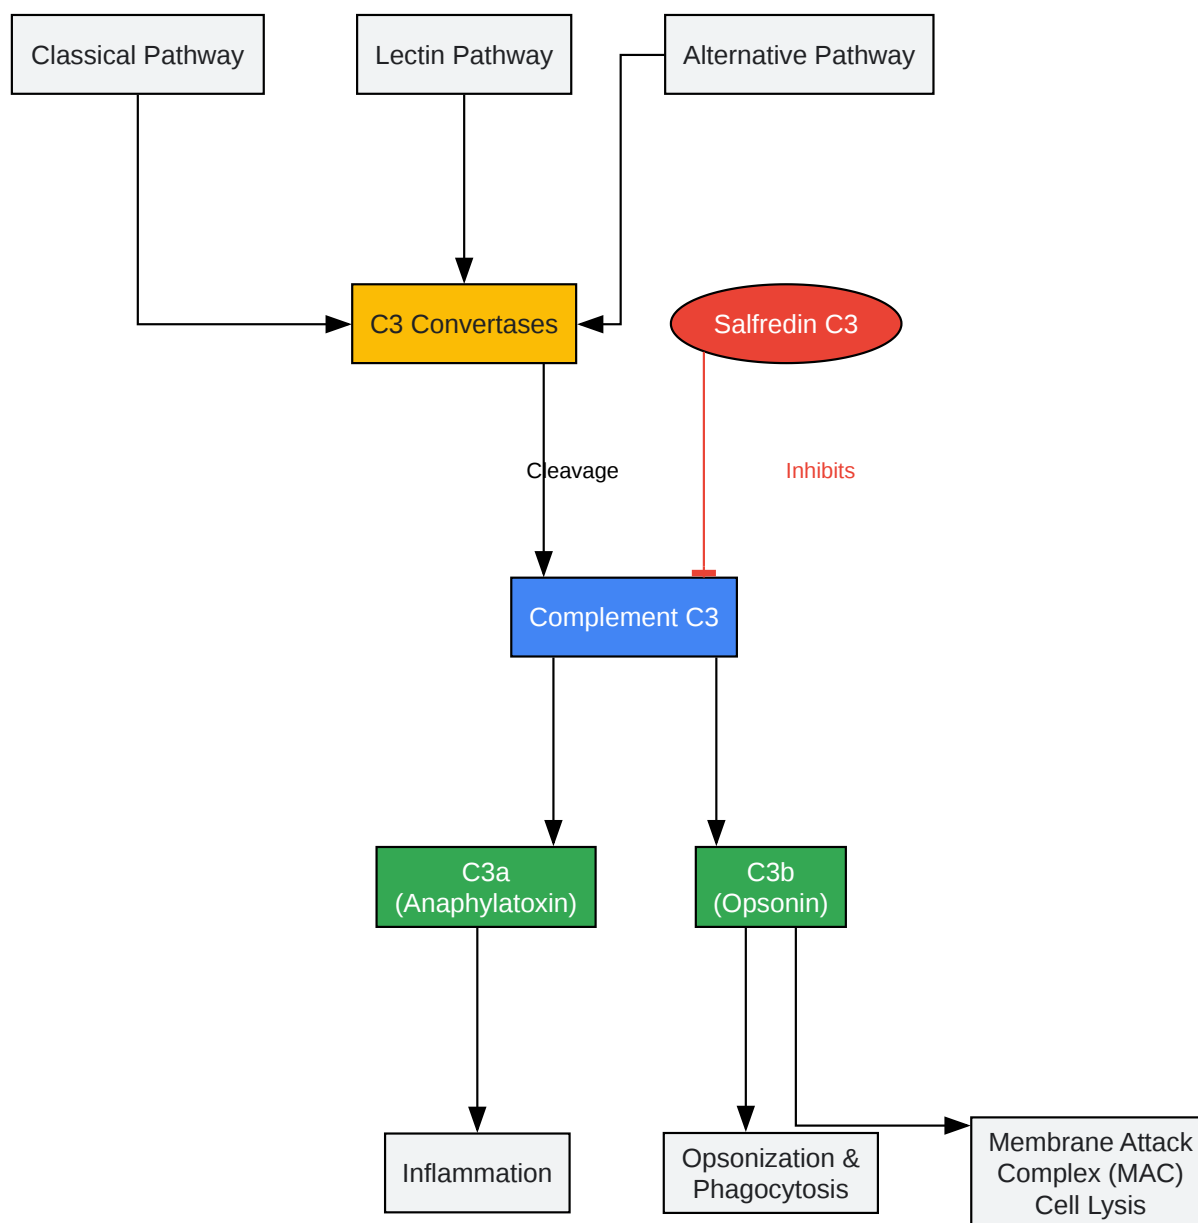 Classical Pathway
Lectin Pathway
Alternative Pathway
C3 Convertases
Salfredin C3
Cleavage
Inhibits
Complement C3
C3a
(Anaphylatoxin)
C3b
(Opsonin)
Inflammation
Opsonization &
Phagocytosis
Membrane Attack
Complex (MAC)
Cell Lysis